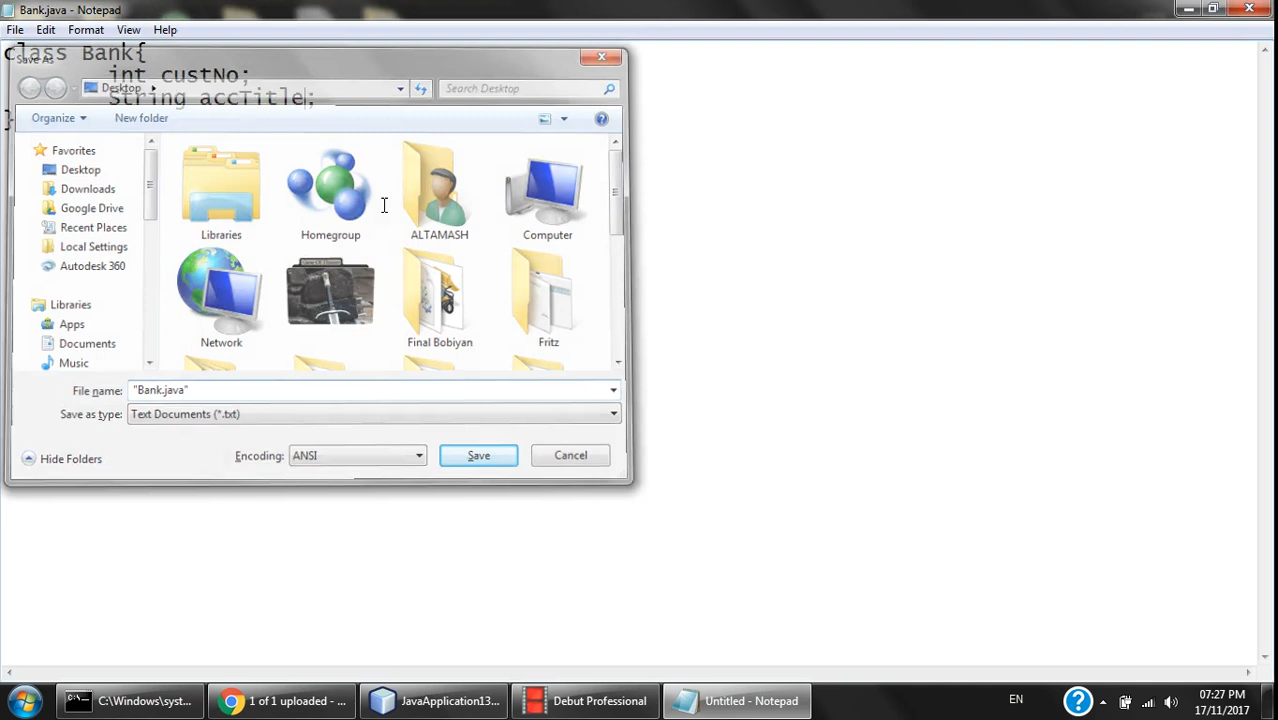 Bank.java - Notepad
File Edit Format View Help
class Bank{
Save As
int custNo;
Desktop
Search Desktop
String accTitle;
}
Organize
New folder
Favorites
Desktop
Downloads
Google Drive
Recent Places
Local Settings
Autodesk 360
Libraries
Apps
Documents
Music
Libraries
Homegroup
ALTAMASH
Computer
Network
Final Bobiyan
Fritz
File name: "Bank.java"
Save as type: Text Documents (*.txt)
Hide Folders
Encoding: ANSI
Save
Cancel
C:\Windows\syst...
1 of 1 uploaded - ...
JavaApplication13...
Debut Professional
Untitled - Notepad
EN
07:27 PM
17/11/2017